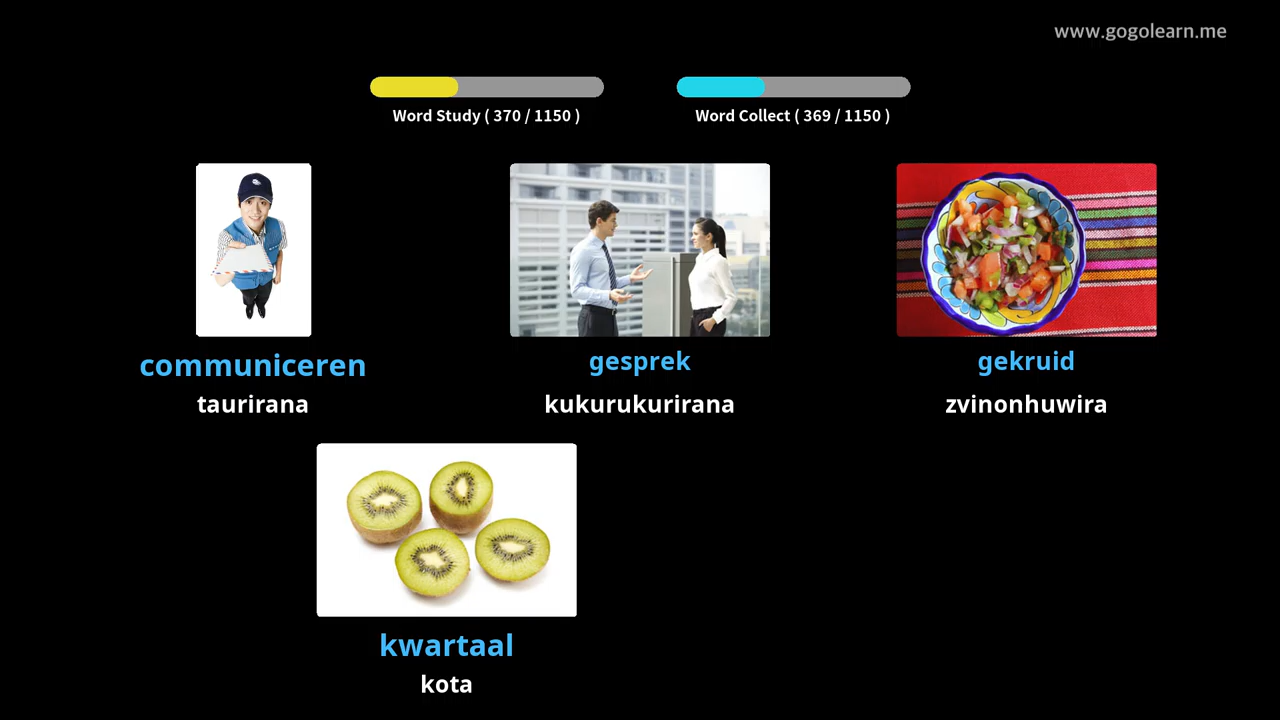 www.gogolearn.me
Word Study ( 370 / 1150 )
Word Collect ( 369 / 1150 )
communiceren
gesprek
gekruid
taurirana
kukurukurirana
zvinonhuwira
kwartaal
kota